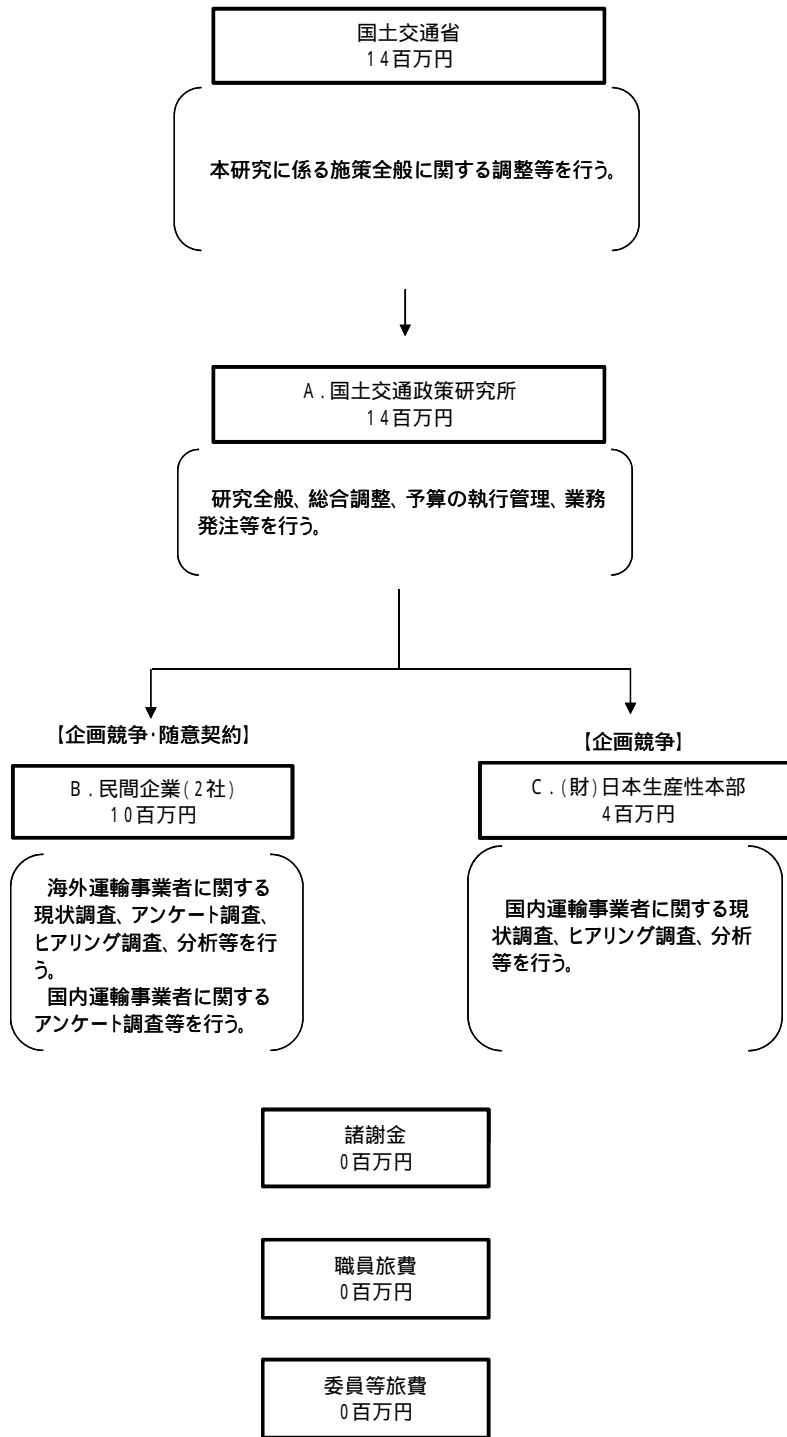 国土交通省
14百万円
本研究に係る施策全般に関する調整等を行う。
A.国土交通政策研究所
14百万円
研究全般、総合調整、予算の執行管理、業務
発注等を行う。
【企画競争・随意契約】
B.民間企業(2社)
10百万円
海外運輸事業者に関する
現状調査、アンケート調査、
ヒアリング調査、分析等を行
う。
国内運輸事業者に関する
アンケート調査等を行う。
【企画競争】
C.(財)日本生産性本部
4百万円
国内運輸事業者に関する現
状調査、ヒアリング調査、分析
等を行う。
諸謝金
0百万円
職員旅費
0百万円
委員等旅費
0百万円